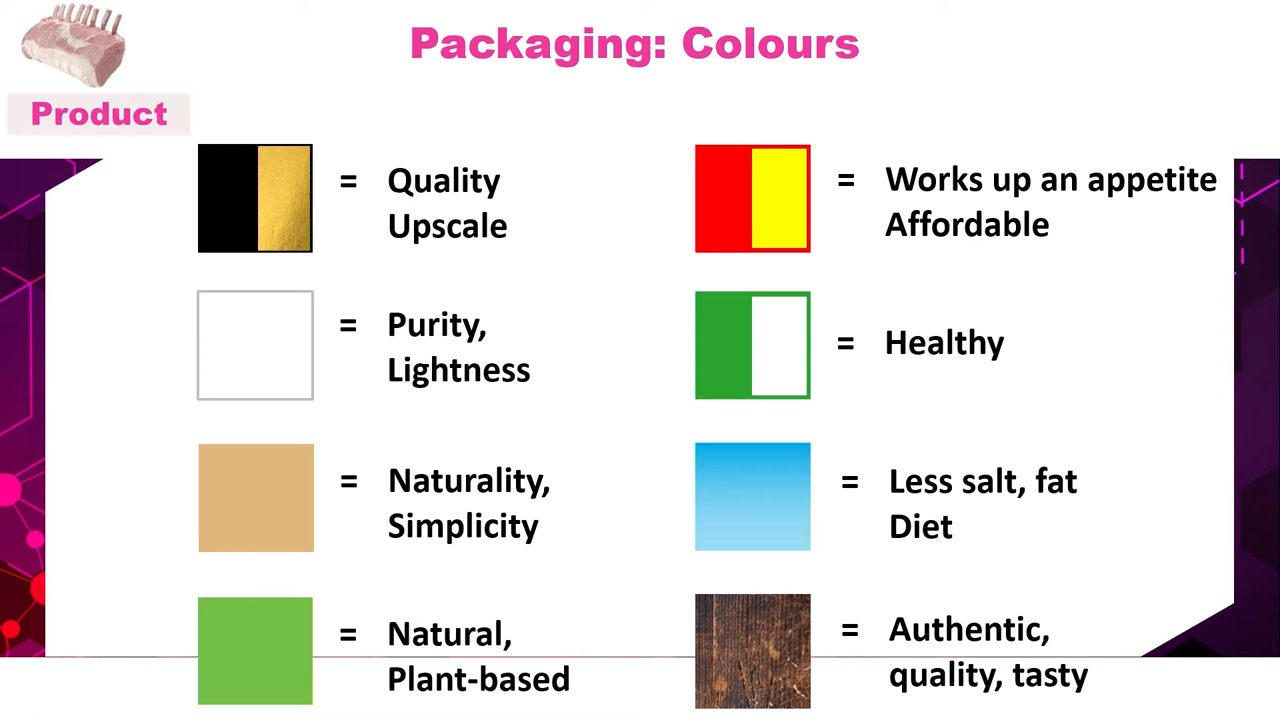 Packaging: Colours
Product
= Quality
Upscale
= Works up an appetite
Affordable
= Purity,
Lightness
= Healthy
= Naturality,
Simplicity
= Less salt, fat
Diet
= Natural,
Plant-based
= Authentic,
quality, tasty